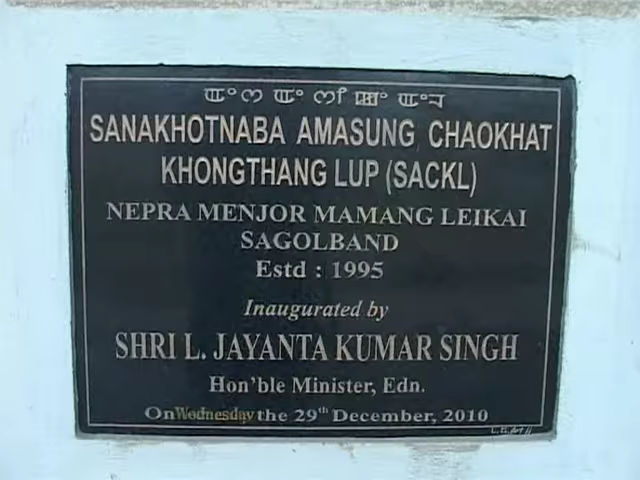 SANAKHOTNABA AMASUNG CHAOKHAT
KHONGTHANG LUP (SACKL)
NEPRA MENJOR MAMANG LEIKAI
SAGOLBAND
Estd : 1995
Inaugurated by
SHRI L. JAYANTA KUMAR SINGH
Hon'ble Minister, Edn.
On Wednesday the 29th December, 2010